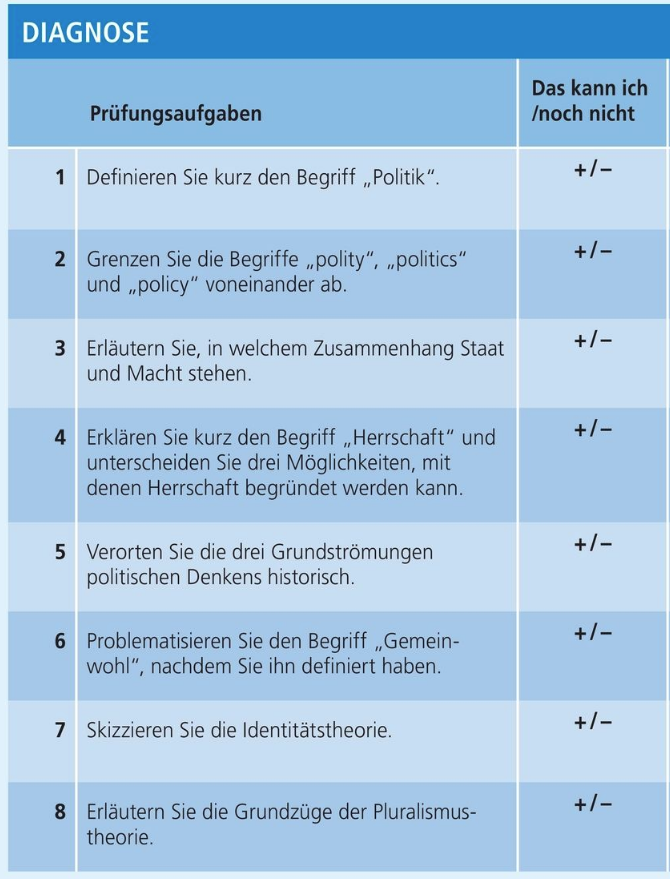 DIAGNOSE
Prüfungsaufgaben
Das kann ich
/noch nicht
1 Definieren Sie kurz den Begriff „Politik“. +/–
2 Grenzen Sie die Begriffe „polity“, „politics“ +/–
und „policy“ voneinander ab.
3 Erläutern Sie, in welchem Zusammenhang Staat +/–
und Macht stehen.
4 Erklären Sie kurz den Begriff „Herrschaft“ und +/–
unterscheiden Sie drei Möglichkeiten, mit
denen Herrschaft begründet werden kann.
5 Verorten Sie die drei Grundströmungen +/–
politischen Denkens historisch.
6 Problematisieren Sie den Begriff „Gemein- +/–
wohl“, nachdem Sie ihn definiert haben.
7 Skizzieren Sie die Identitätstheorie. +/–
8 Erläutern Sie die Grundzüge der Pluralismus- +/–
theorie.